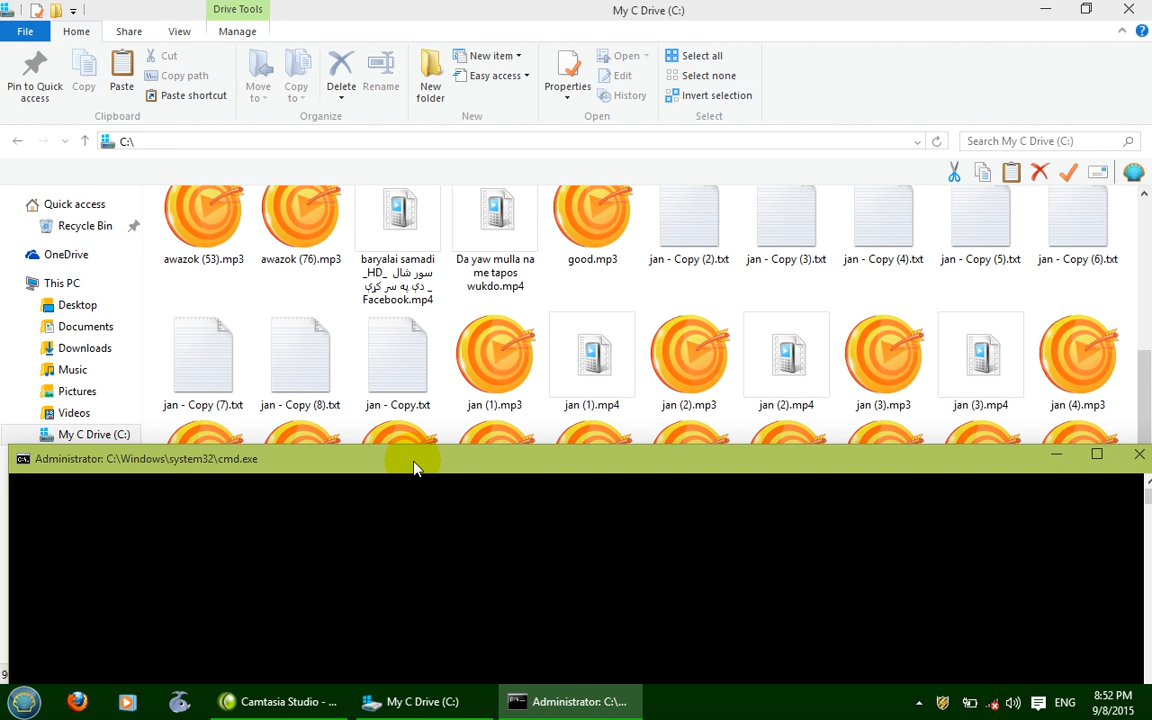 Drive Tools
My C Drive (C:)
File
Home
Share
View
Manage
Pin to Quick
access
Copy
Paste
Cut
Copy path
Paste shortcut
Clipboard
Move
to
Copy
to
Delete
Rename
Organize
New
folder
New item
Easy access
New
Properties
Open
Edit
History
Open
Select all
Select none
Invert selection
Select
C:\
Search My C Drive (C:)
Quick access
Recycle Bin
OneDrive
This PC
Desktop
Documents
Downloads
Music
Pictures
Videos
My C Drive (C:)
awazok (53).mp3
awazok (76).mp3
baryalai samadi
_HD_ سور شال
دې په سر کړې _
Facebook.mp4
Da yaw mulla na
me tapos
wukdo.mp4
good.mp3
jan - Copy (2).txt
jan - Copy (3).txt
jan - Copy (4).txt
jan - Copy (5).txt
jan - Copy (6).txt
jan - Copy (7).txt
jan - Copy (8).txt
jan - Copy.txt
jan (1).mp3
jan (1).mp4
jan (2).mp3
jan (2).mp4
jan (3).mp3
jan (3).mp4
jan (4).mp3
Administrator: C:\Windows\system32\cmd.exe
9
Camtasia Studio - ...
My C Drive (C:)
Administrator: C:\...
ENG
8:52 PM
9/8/2015